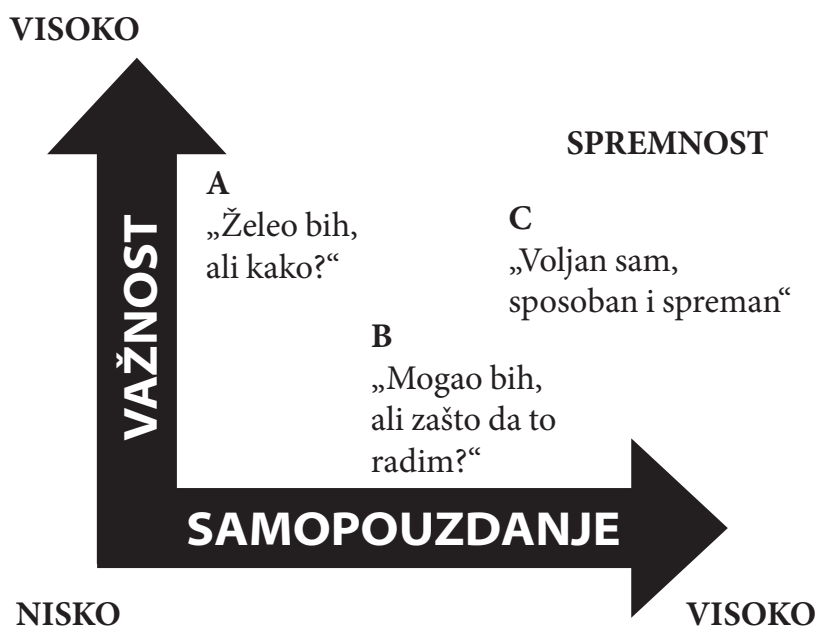 VISOKO
SPREMNOST
A
„Želeo bih,
ali kako?“
C
„Voljan sam,
sposoban i spreman“
B
„Mogao bih,
ali zašto da to
radim?“
VAŽNOST
SAMOPOUZDANJE
NISKO
VISOKO